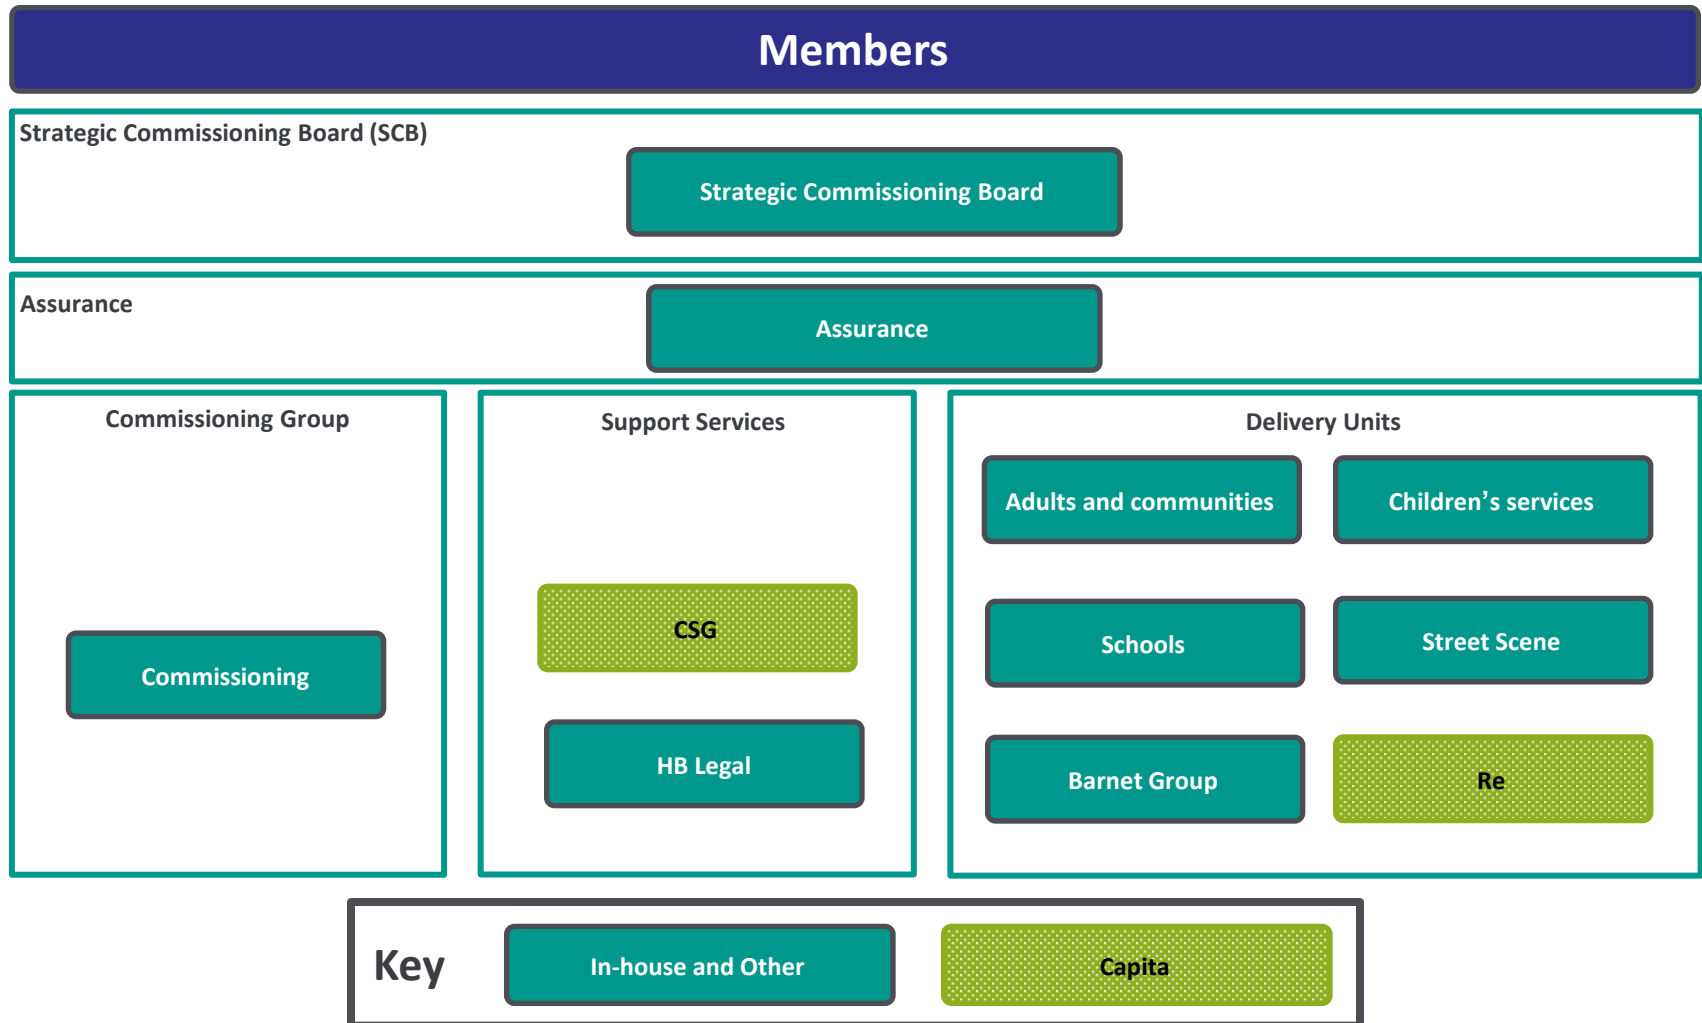 Members
Strategic Commissioning Board (SCB)
Strategic Commissioning Board
Assurance
Assurance
Commissioning Group
Commissioning
Support Services
CSG
HB Legal
Delivery Units
Adults and communities
Children’s services
Schools
Street Scene
Barnet Group
Re
Key
In-house and Other
Capita